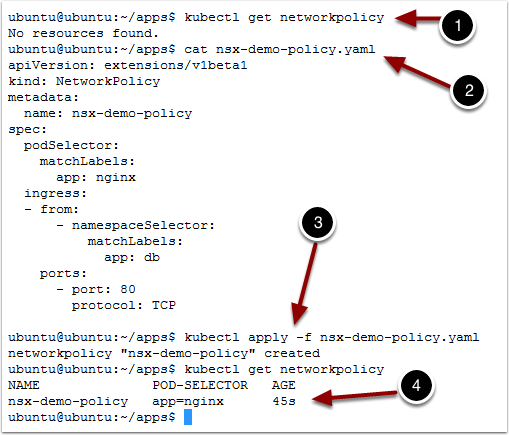 ubuntu@ubuntu:~/apps$ kubectl get networkpolicy
No resources found.
ubuntu@ubuntu:~/apps$ cat nsx-demo-policy.yaml
apiVersion: extensions/v1beta1
kind: NetworkPolicy
metadata:
  name: nsx-demo-policy
spec:
  podSelector:
    matchLabels:
      app: nginx
  ingress:
  - from:
      - namespaceSelector:
          matchLabels:
            app: db
    ports:
      - port: 80
        protocol: TCP
ubuntu@ubuntu:~/apps$ kubectl apply -f nsx-demo-policy.yaml
networkpolicy "nsx-demo-policy" created
ubuntu@ubuntu:~/apps$ kubectl get networkpolicy
NAME              POD-SELECTOR   AGE
nsx-demo-policy   app=nginx      45s
ubuntu@ubuntu:~/apps$
1
2
3
4